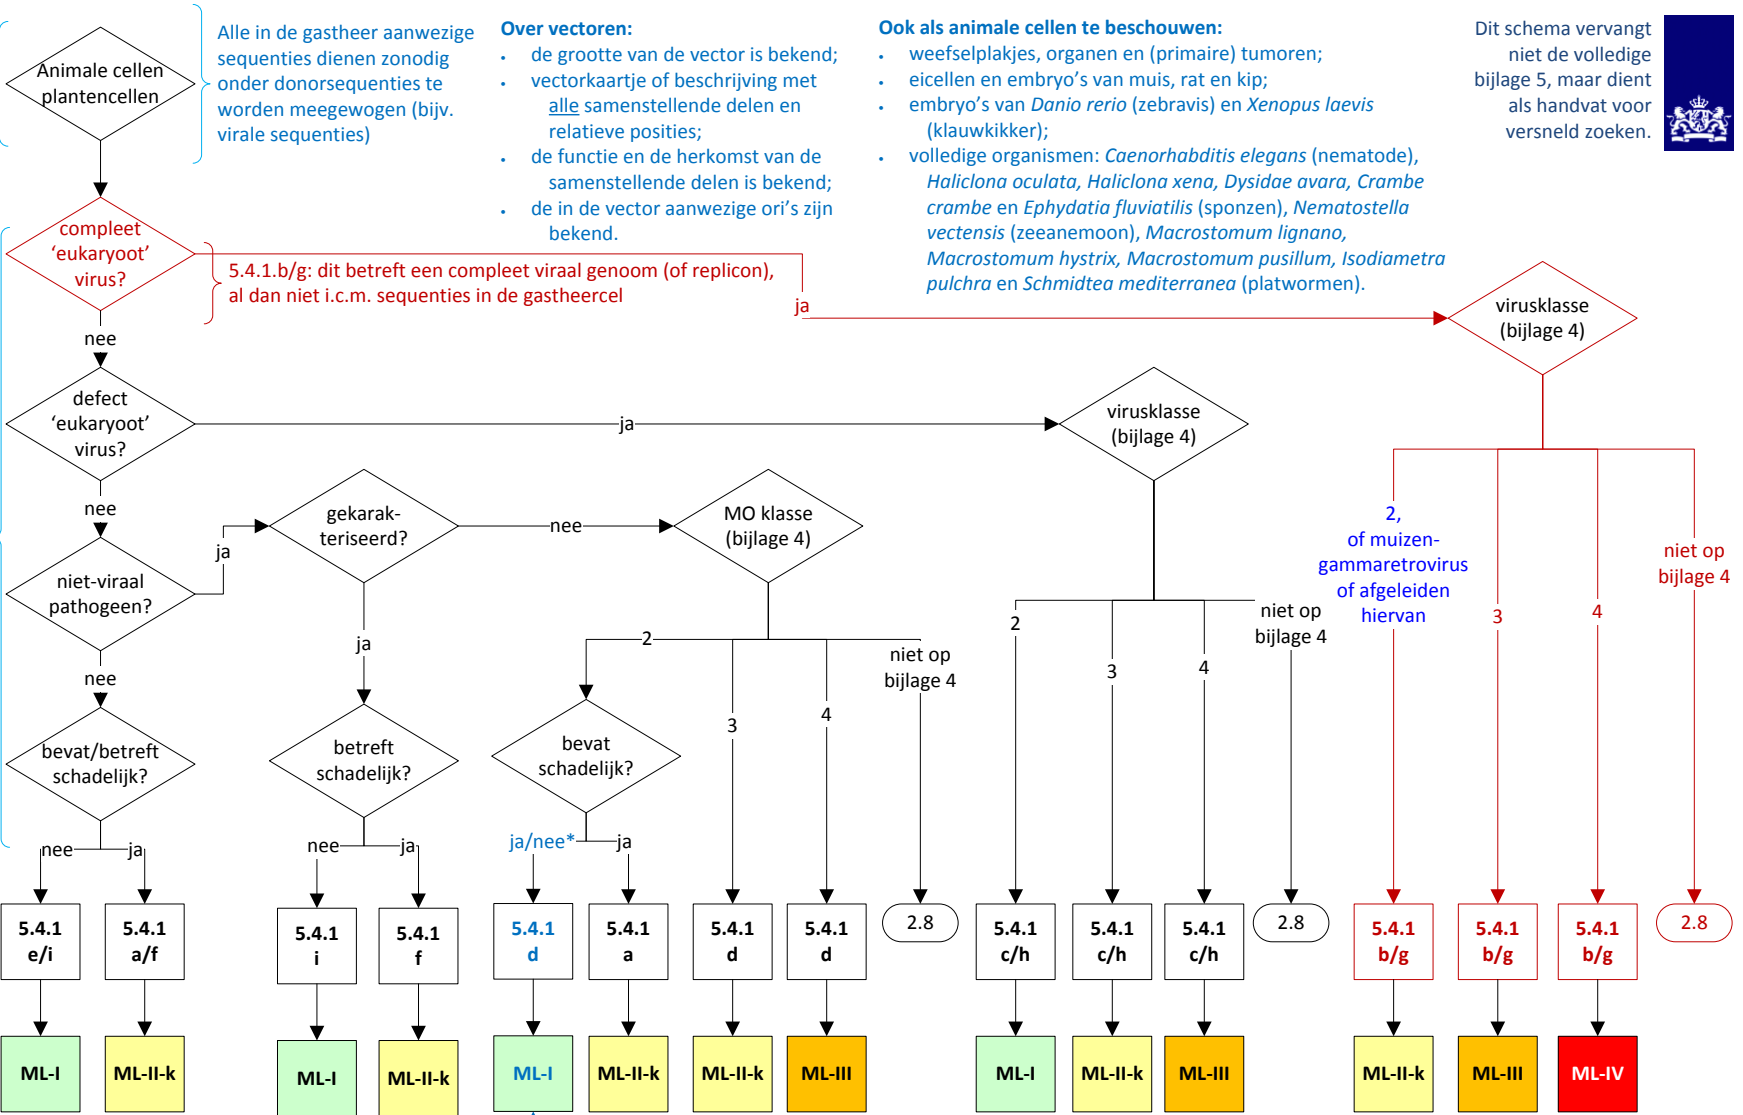 Animale cellen
plantencellen
Alle in de gastheer aanwezige
sequenties dienen zonodig
onder donorsequenties te
worden meegewogen (bijv.
virale sequenties)
Over vectoren:
• de grootte van de vector is bekend;
• vectorkaartje of beschrijving met
alle samenstellende delen en
relatieve posities;
• de functie en de herkomst van de
samenstellende delen is bekend;
• de in de vector aanwezige ori's zijn
bekend.
Ook als animale cellen te beschouwen:
• weefselplakjes, organen en (primaire) tumoren;
• eicellen en embryo's van muis, rat en kip;
• embryo's van Danio rerio (zebravis) en Xenopus laevis
(klauwkikker);
• volledige organismen: Caenorhabditis elegans (nematode),
Haliclona oculata, Haliclona xena, Dysidae avara, Crambe
crambe en Ephydatia fluviatilis (sponzen), Nematostella
vectensis (zeeanemoon), Macrostomum lignano,
Macrostomum hystrix, Macrostomum pusillum, Isodiametra
pulchra en Schmidtea mediterranea (platwormen).
Dit schema vervangt
niet de volledige
bijlage 5, maar dient
als handvat voor
versneld zoeken.
compleet
'eukaryoot'
virus?
5.4.1.b/g: dit betreft een compleet viraal genoom (of replicon),
al dan niet i.c.m. sequenties in de gastheercel
ja
virusklasse
(bijlage 4)
nee
defect
'eukaryoot'
virus?
ja
virusklasse
(bijlage 4)
nee
niet-viraal
pathogeen?
ja
gekarak-
teriseerd?
nee
MO klasse
(bijlage 4)
2,
of muizen-
gammaretrovirus
of afgeleiden
hiervan
3
4
niet op
bijlage 4
2
3
4
niet op
bijlage 4
ja
2
3
4
niet op
bijlage 4
nee
bevat/betreft
schadelijk?
betreft
schadelijk?
bevat
schadelijk?
nee
ja
nee
ja
ja/nee*
ja
5.4.1
e/i
5.4.1
a/f
5.4.1
i
5.4.1
f
5.4.1
d
5.4.1
a
5.4.1
d
5.4.1
d
2.8
5.4.1
c/h
5.4.1
c/h
5.4.1
c/h
2.8
5.4.1
b/g
5.4.1
b/g
5.4.1
b/g
2.8
ML-I
ML-II-k
ML-I
ML-II-k
ML-I
ML-II-k
ML-II-k
ML-III
ML-I
ML-II-k
ML-III
ML-II-k
ML-III
ML-IV